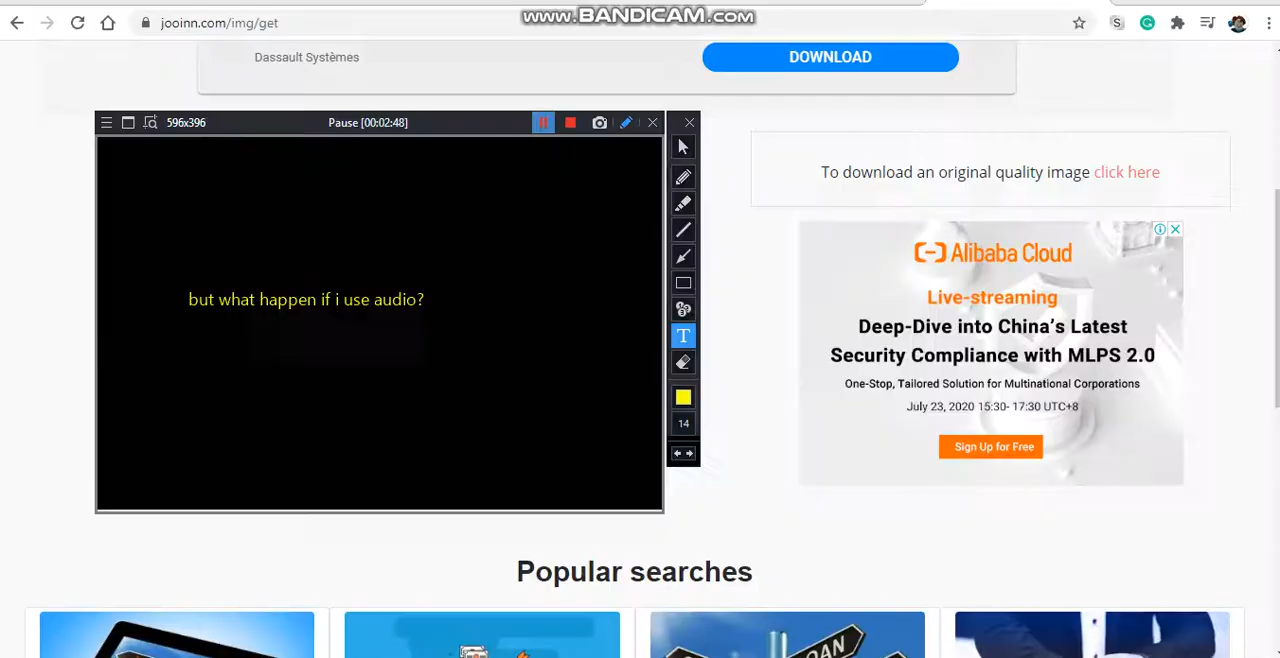 www.BANDICAM.com
jooinn.com/img/get
Dassault Systèmes
DOWNLOAD
596x396
Pause [00:02:48]
but what happen if i use audio?
T
14
To download an original quality image click here
Alibaba Cloud
Live-streaming
Deep-Dive into China's Latest
Security Compliance with MLPS 2.0
One-Stop, Tailored Solution for Multinational Corporations
July 23, 2020 15:30- 17:30 UTC+8
Sign Up for Free
Popular searches
LOAN